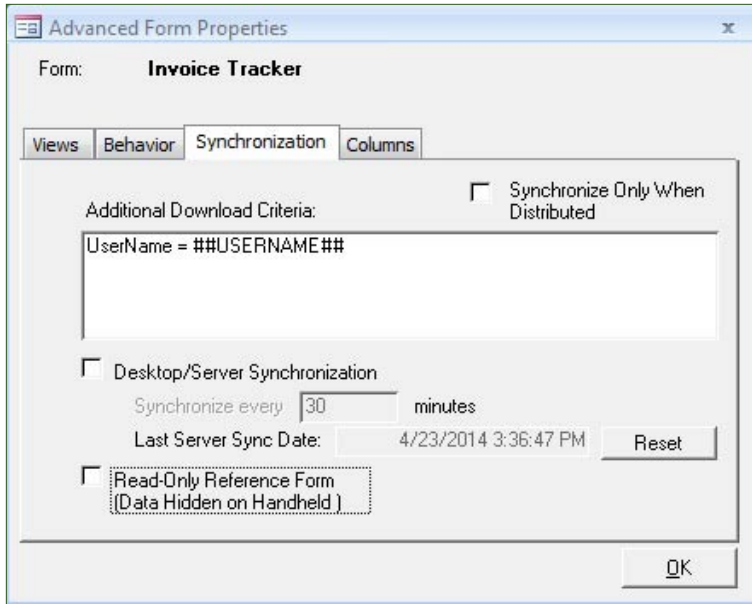 Advanced Form Properties
x
Form: Invoice Tracker
Views Behavior Synchronization Columns
Synchronize Only When
Distributed
Additional Download Criteria:
UserName = ##USERNAME##
Desktop/Server Synchronization
Synchronize every 30 minutes
Last Server Sync Date: 4/23/2014 3:36:47 PM Reset
Read-Only Reference Form
(Data Hidden on Handheld )
OK